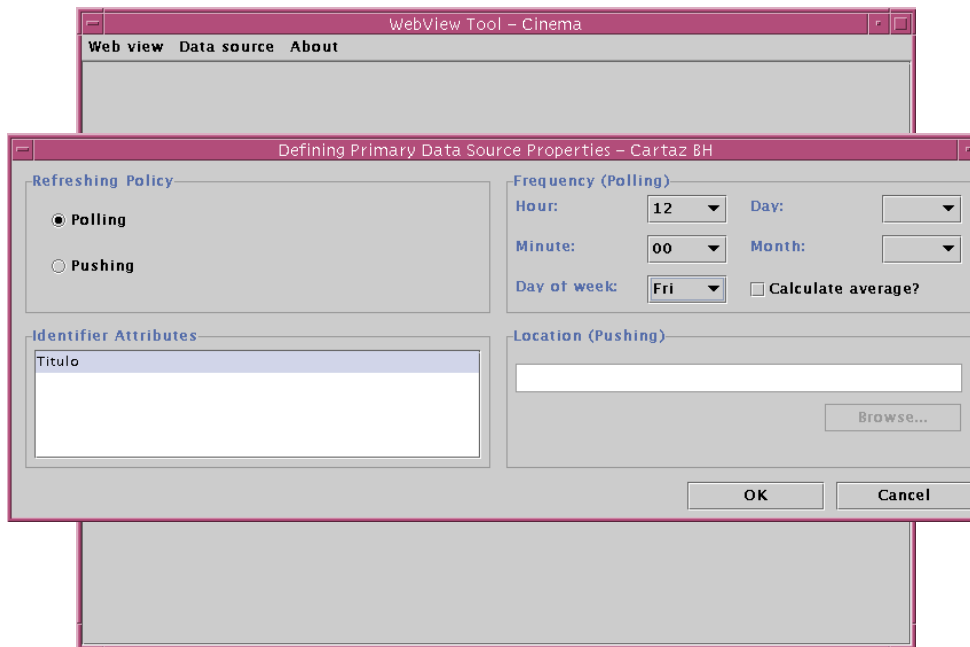 WebView Tool – Cinema
Web view Data source About
Defining Primary Data Source Properties – Cartaz BH
Refreshing Policy
Polling
Pushing
Frequency (Polling)
Hour: 12 Day:
Minute: 00 Month:
Day of week: Fri Calculate average?
Identifier Attributes
Titulo
Location (Pushing)
Browse...
OK Cancel